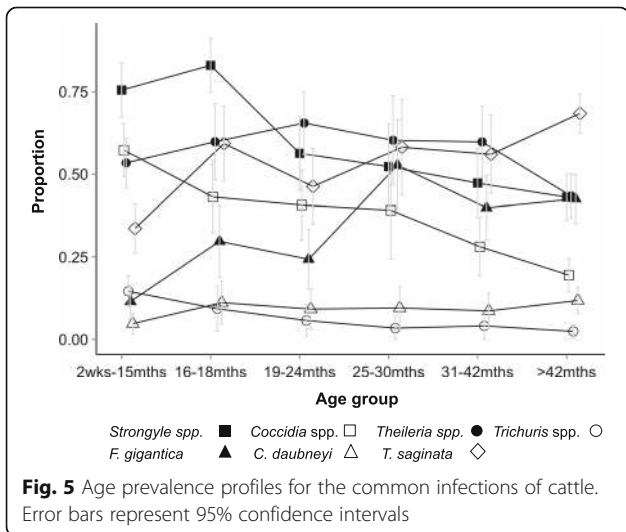 0.75
0.50
0.25
0.00
Proportion
2wks-15mths 16-18mths 19-24mths 25-30mths 31-42mths >42mths
Age group
Strongyle spp. ■ Coccidia spp. □ Theileria spp. ● Trichuris spp. ○
F. gigantica ▲ C. daubneyi △ T. saginata ◇
Fig. 5 Age prevalence profiles for the common infections of cattle.
Error bars represent 95% confidence intervals